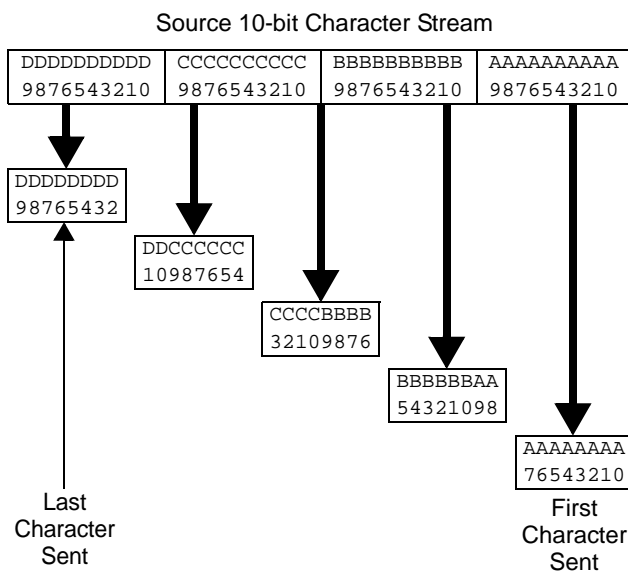 Source 10-bit Character Stream
DDDDDDDDDD CCCCCCCCCC BBBBBBBBBB AAAAAAAAAA
9876543210 9876543210 9876543210 9876543210
DDDDDDDD
98765432
DDCCCCCC
10987654
CCCCBBBB
32109876
BBBBBBAA
54321098
AAAAAAAA
76543210
Last
Character
Sent
First
Character
Sent